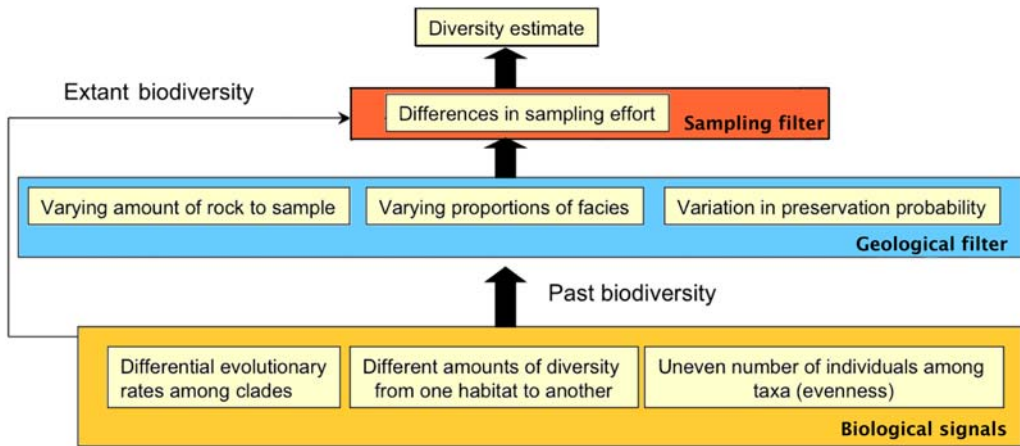 Diversity estimate
Extant biodiversity
Differences in sampling effort
Sampling filter
Varying amount of rock to sample
Varying proportions of facies
Variation in preservation probability
Geological filter
Past biodiversity
Differential evolutionary
rates among clades
Different amounts of diversity
from one habitat to another
Uneven number of individuals among
taxa (evenness)
Biological signals